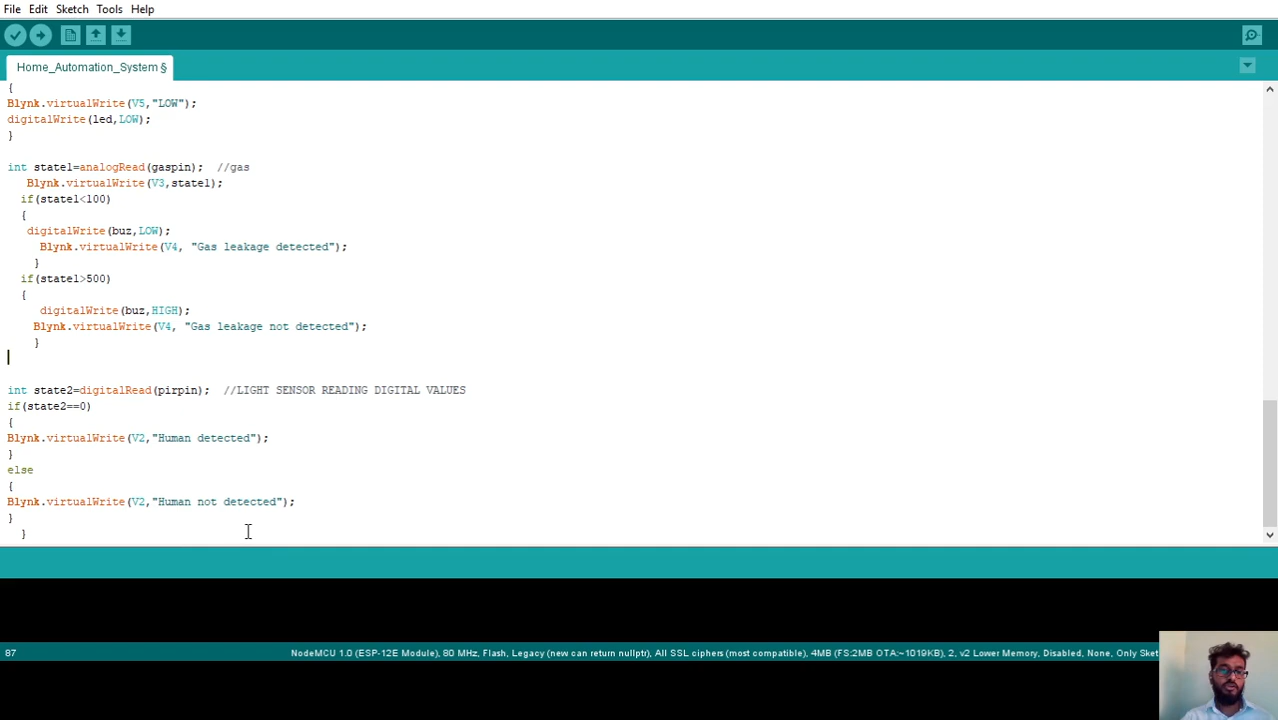 File Edit Sketch Tools Help
Home_Automation_System §
{
Blynk.virtualWrite(V5,"LOW");
digitalWrite(led,LOW);
}
int state1=analogRead(gaspin);  //gas
Blynk.virtualWrite(V3,state1);
if(state1<100)
{
digitalWrite(buz,LOW);
Blynk.virtualWrite(V4, "Gas leakage detected");
}
if(state1>500)
{
digitalWrite(buz,HIGH);
Blynk.virtualWrite(V4, "Gas leakage not detected");
}
int state2=digitalRead(pirpin);  //LIGHT SENSOR READING DIGITAL VALUES
if(state2==0)
{
Blynk.virtualWrite(V2,"Human detected");
}
else
{
Blynk.virtualWrite(V2,"Human not detected");
}
}
87 NodeMCU 1.0 (ESP-12E Module), 80 MHz, Flash, Legacy (new can return nullptr), All SSL ciphers (most compatible), 4MB (FS:2MB OTA:~1019KB), 2, v2 Lower Memory, Disabled, None, Only Sket